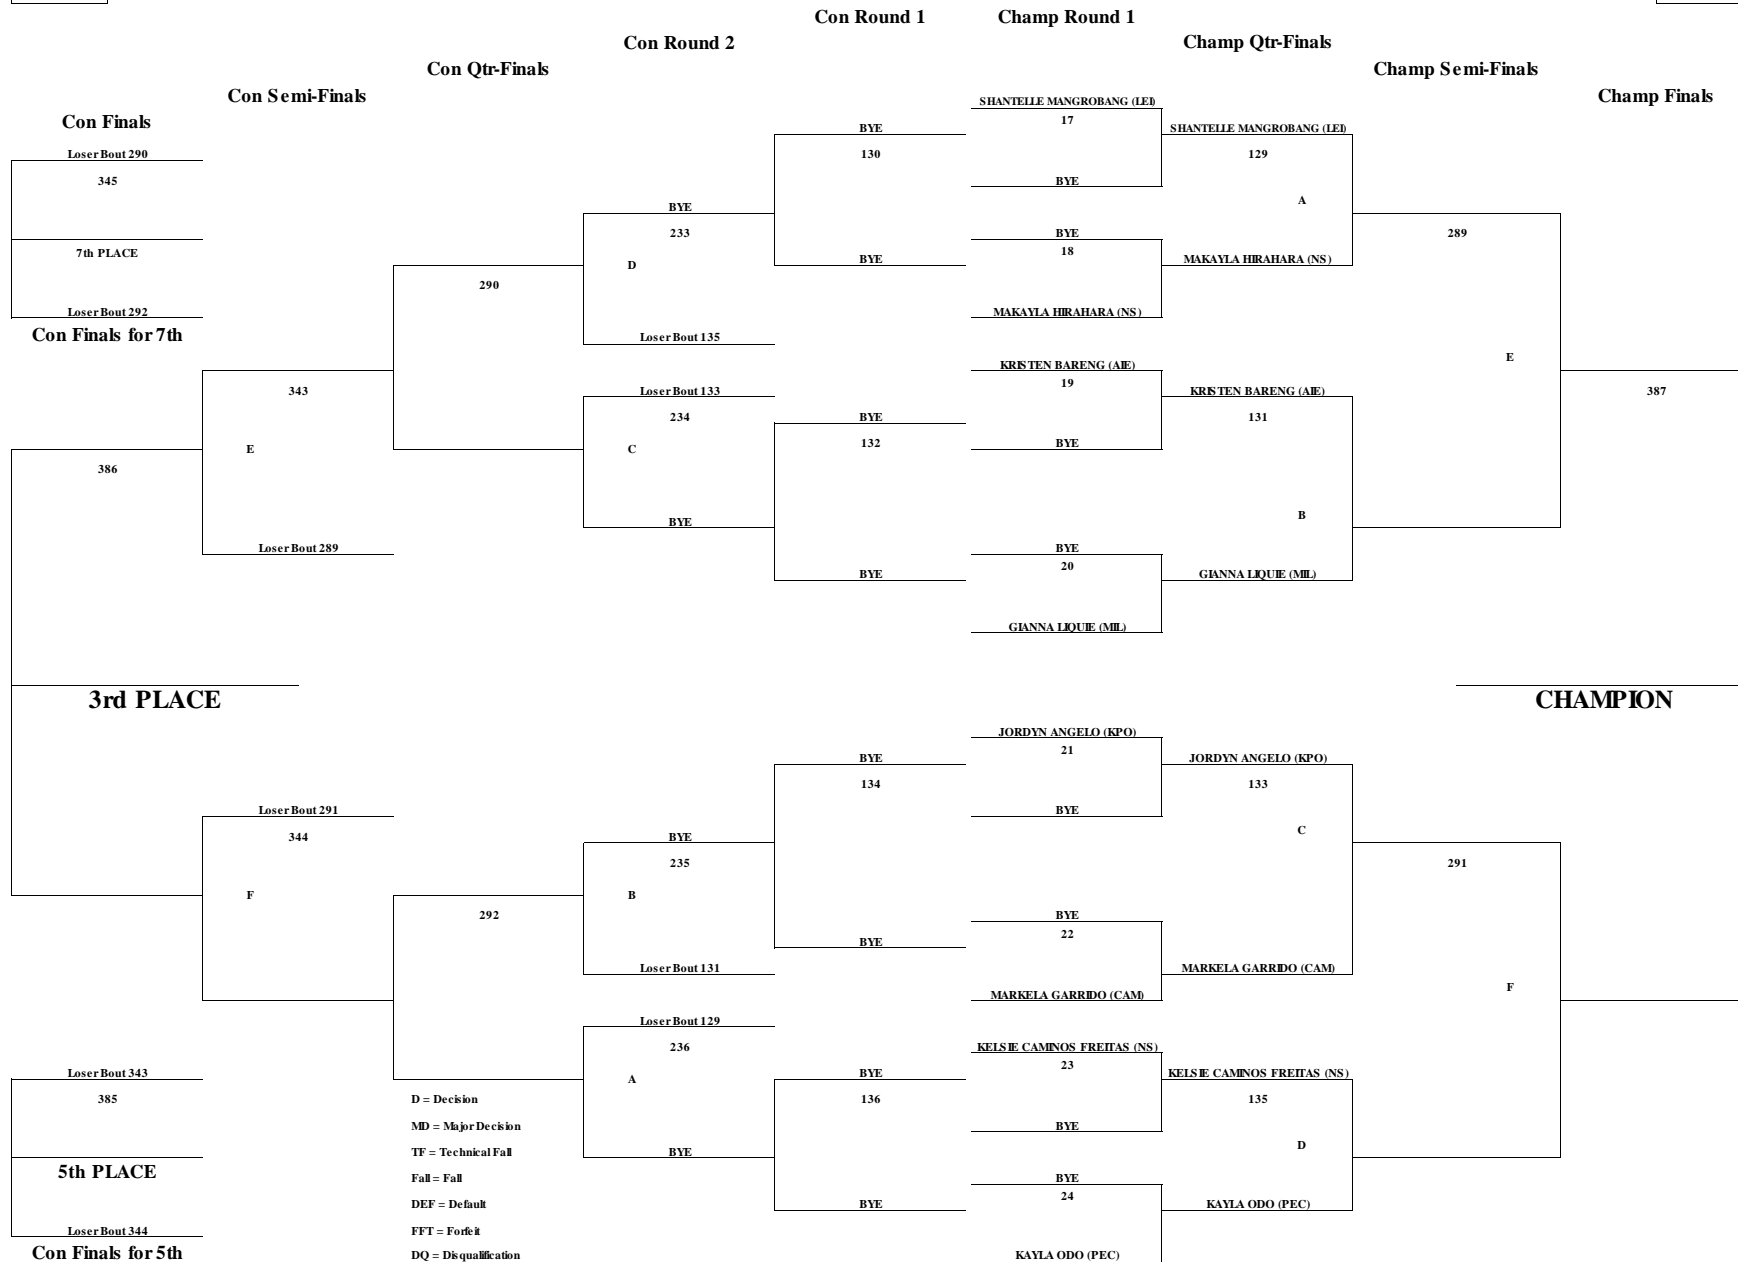 Con Round 1
Champ Round 1
Con Round 2
Champ Qtr-Finals
Con Qtr-Finals
Champ Semi-Finals
Con Semi-Finals
Champ Finals
SHANTELLE MANGROBANG (LEI)
Con Finals
17
BYE
SHANTELLE MANGROBANG (LEI)
Loser Bout 290
130
129
345
BYE
BYE
A
7th PLACE
233
BYE
289
D
BYE
18
MAKAYLA HIRAHARA (NS)
290
Loser Bout 292
MAKAYLA HIRAHARA (NS)
Con Finals for 7th
Loser Bout 135
E
KRISTEN BARENG (AIE)
343
Loser Bout 133
19
KRISTEN BARENG (AIE)
387
234
BYE
131
E
C
132
BYE
386
BYE
B
Loser Bout 289
BYE
20
BYE
GIANNA LIQUIE (MIL)
GIANNA LIQUIE (MIL)
3rd PLACE
CHAMPION
JORDYN ANGELO (KPO)
21
BYE
JORDYN ANGELO (KPO)
134
133
Loser Bout 291
BYE
344
BYE
C
235
291
F
B
292
BYE
22
BYE
Loser Bout 131
MARKELA GARRIDO (CAM)
F
MARKELA GARRIDO (CAM)
Loser Bout 129
236
KELSIE CAMINOS FREITAS (NS)
23
Loser Bout 343
A
BYE
KELSIE CAMINOS FREITAS (NS)
385
D = Decision
136
135
MD = Major Decision
BYE
D
TF = Technical Fall
BYE
5th PLACE
Fall = Fall
BYE
24
DEF = Default
BYE
KAYLA ODO (PEC)
Loser Bout 344
FFT = Forfeit
Con Finals for 5th
DQ = Disqualification
KAYLA ODO (PEC)